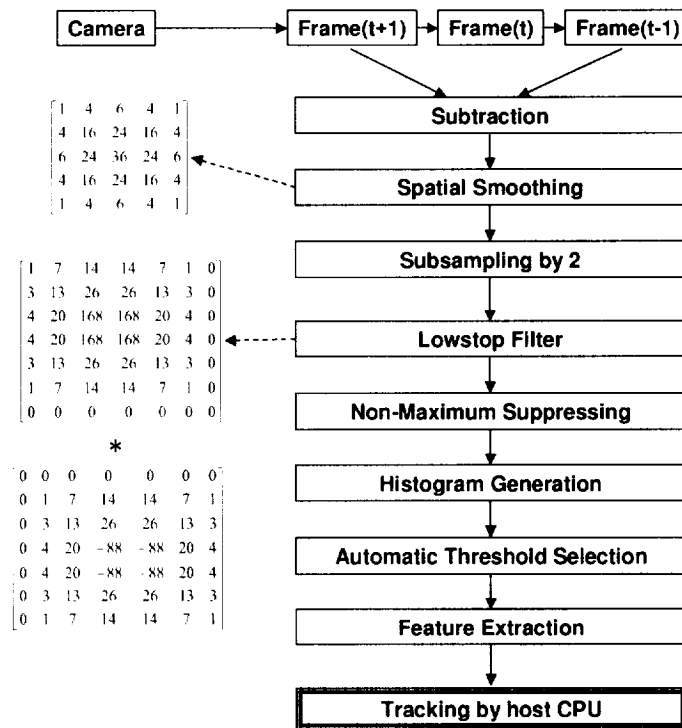 Camera Frame(t+1) Frame(t) Frame(t-1)
Subtraction
1 4 6 4 1
4 16 24 16 4
6 24 36 24 6
4 16 24 16 4
1 4 6 4 1
Spatial Smoothing
Subsampling by 2
1 7 14 14 7 1 0
3 13 26 26 13 3 0
4 20 168 168 20 4 0
4 20 168 168 20 4 0
3 13 26 26 13 3 0
1 7 14 14 7 1 0
0 0 0 0 0 0 0
Lowstop Filter
Non-Maximum Suppressing
*
0 0 0 0 0 0 0
0 1 7 14 14 7 1
0 3 13 26 26 13 3
0 4 20 -88 -88 20 4
0 4 20 -88 -88 20 4
0 3 13 26 26 13 3
0 1 7 14 14 7 1
Histogram Generation
Automatic Threshold Selection
Feature Extraction
Tracking by host CPU